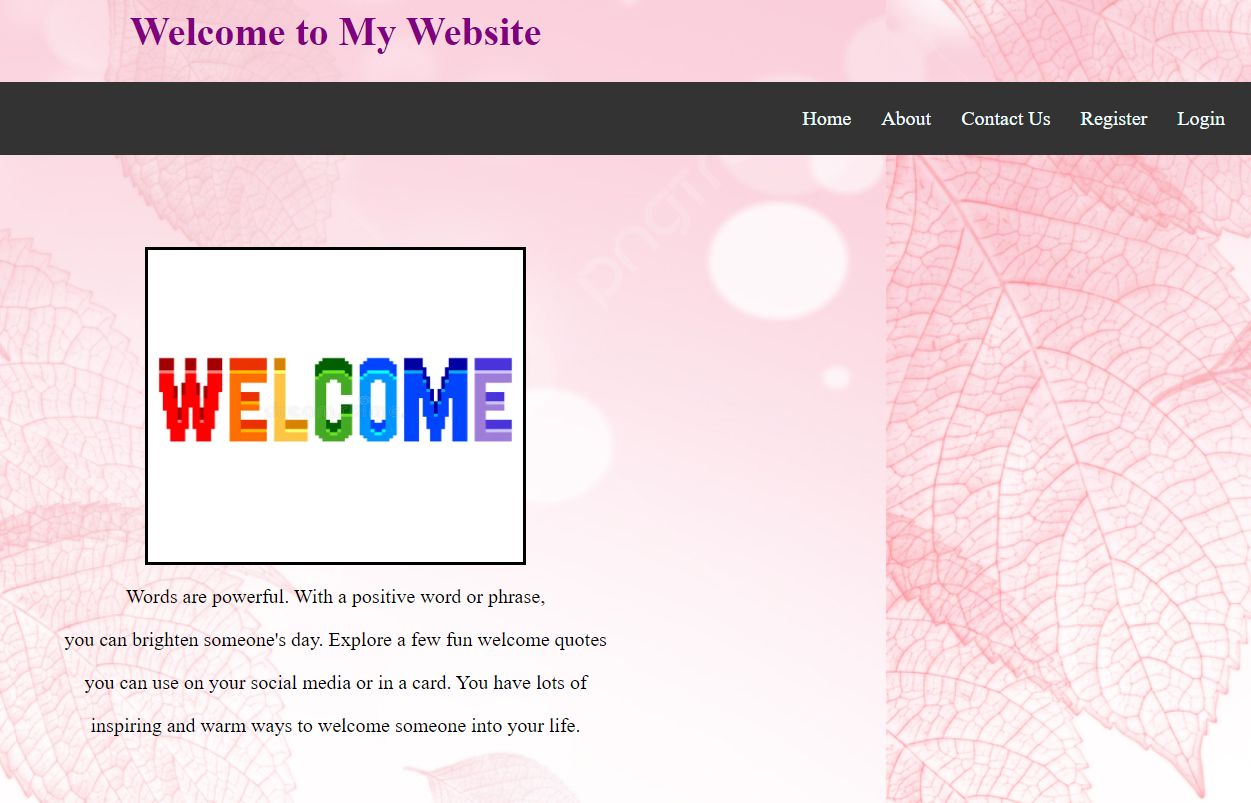 Welcome to My Website
Home About Contact Us Register Login
WELCOME
Words are powerful. With a positive word or phrase,
you can brighten someone's day. Explore a few fun welcome quotes
you can use on your social media or in a card. You have lots of
inspiring and warm ways to welcome someone into your life.